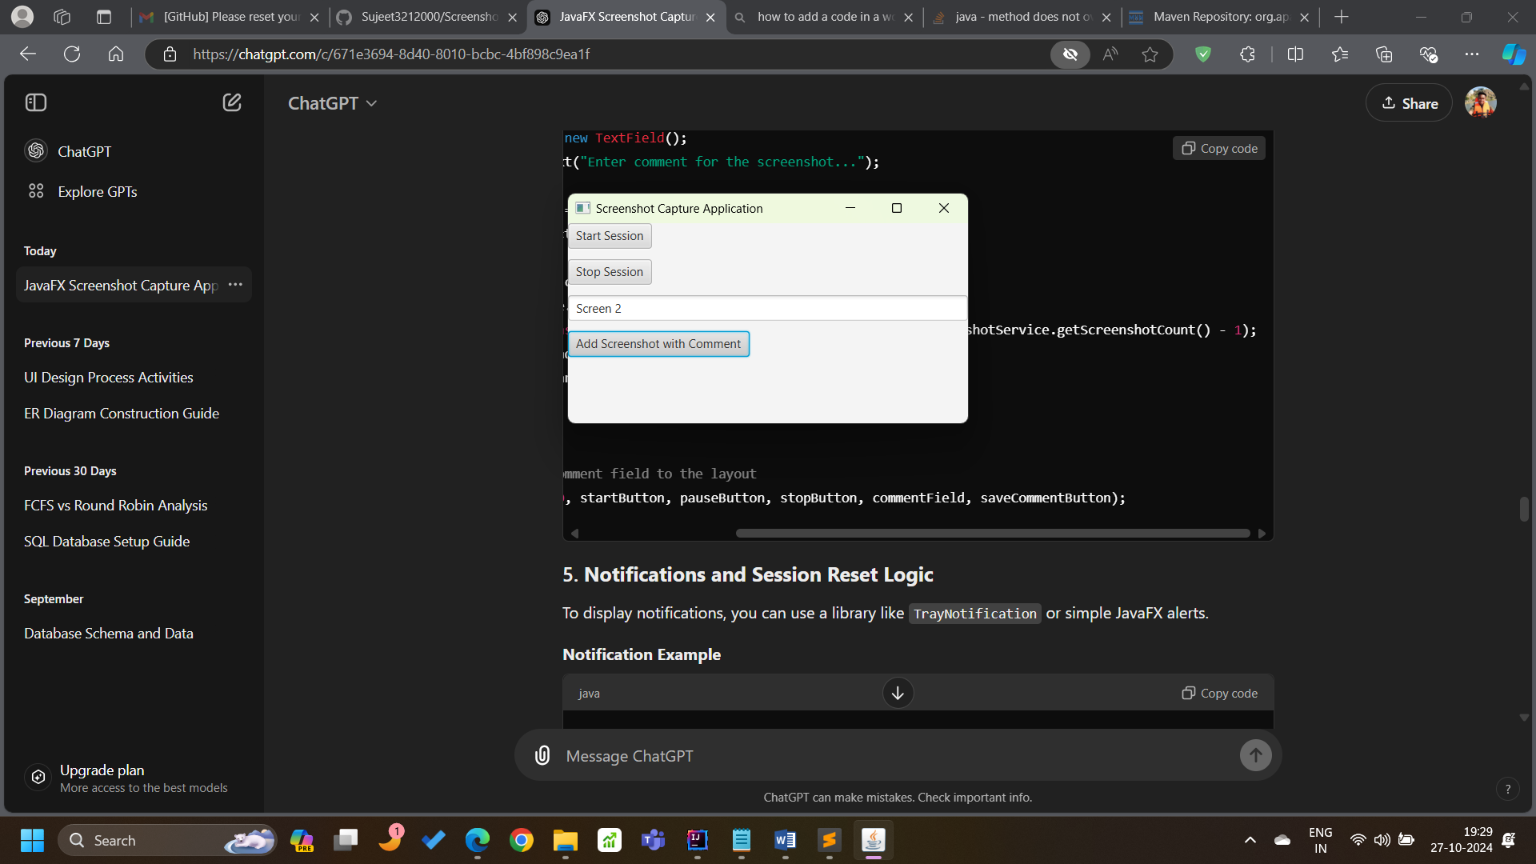 [GitHub] Please reset your
Sujeet3212000/Screensho
JavaFX Screenshot Captur
how to add a code in a w
java - method does not o
Maven Repository: org.ap
https://chatgpt.com/c/671e3694-8d40-8010-bcbc-4bf898c9ea1f
ChatGPT
Share
ChatGPT
Explore GPTs
Today
JavaFX Screenshot Capture App
Previous 7 Days
UI Design Process Activities
ER Diagram Construction Guide
Previous 30 Days
FCFS vs Round Robin Analysis
SQL Database Setup Guide
September
Database Schema and Data
Upgrade plan
More access to the best models
new TextField();
Copy code
t("Enter comment for the screenshot...");
Screenshot Capture Application
Start Session
Stop Session
Screen 2
shotService.getScreenshotCount() - 1);
Add Screenshot with Comment
omment field to the layout
, startButton, pauseButton, stopButton, commentField, saveCommentButton);
5. Notifications and Session Reset Logic
To display notifications, you can use a library like TrayNotification or simple JavaFX alerts.
Notification Example
java
Copy code
Message ChatGPT
ChatGPT can make mistakes. Check important info.
?
Search
PRE
1
ENG
IN
19:29
27-10-2024